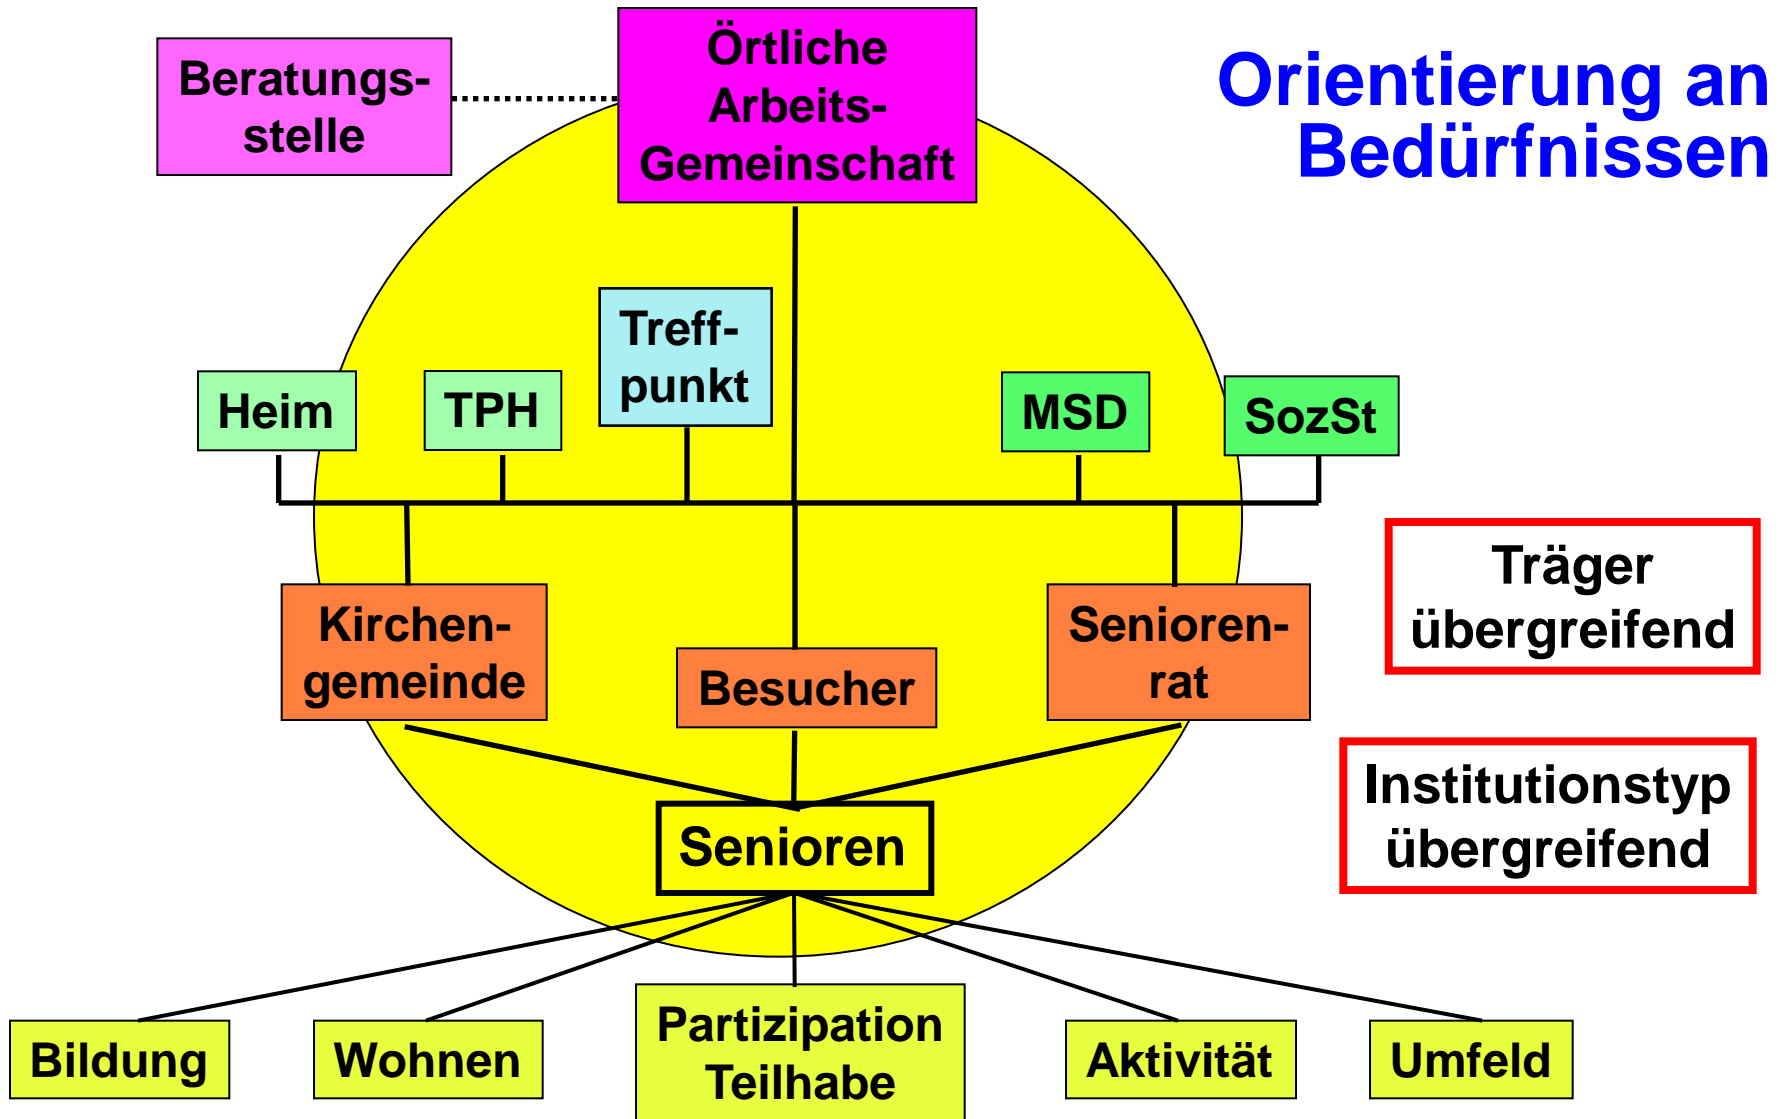 Örtliche
Arbeits-
Gemeinschaft
Beratungs-
stelle
Orientierung an
Bedürfnissen
Treff-
punkt
Heim
TPH
MSD
SozSt
Träger
übergreifend
Kirchen-
gemeinde
Besucher
Senioren-
rat
Institutionstyp
übergreifend
Senioren
Bildung
Wohnen
Partizipation
Teilhabe
Aktivität
Umfeld